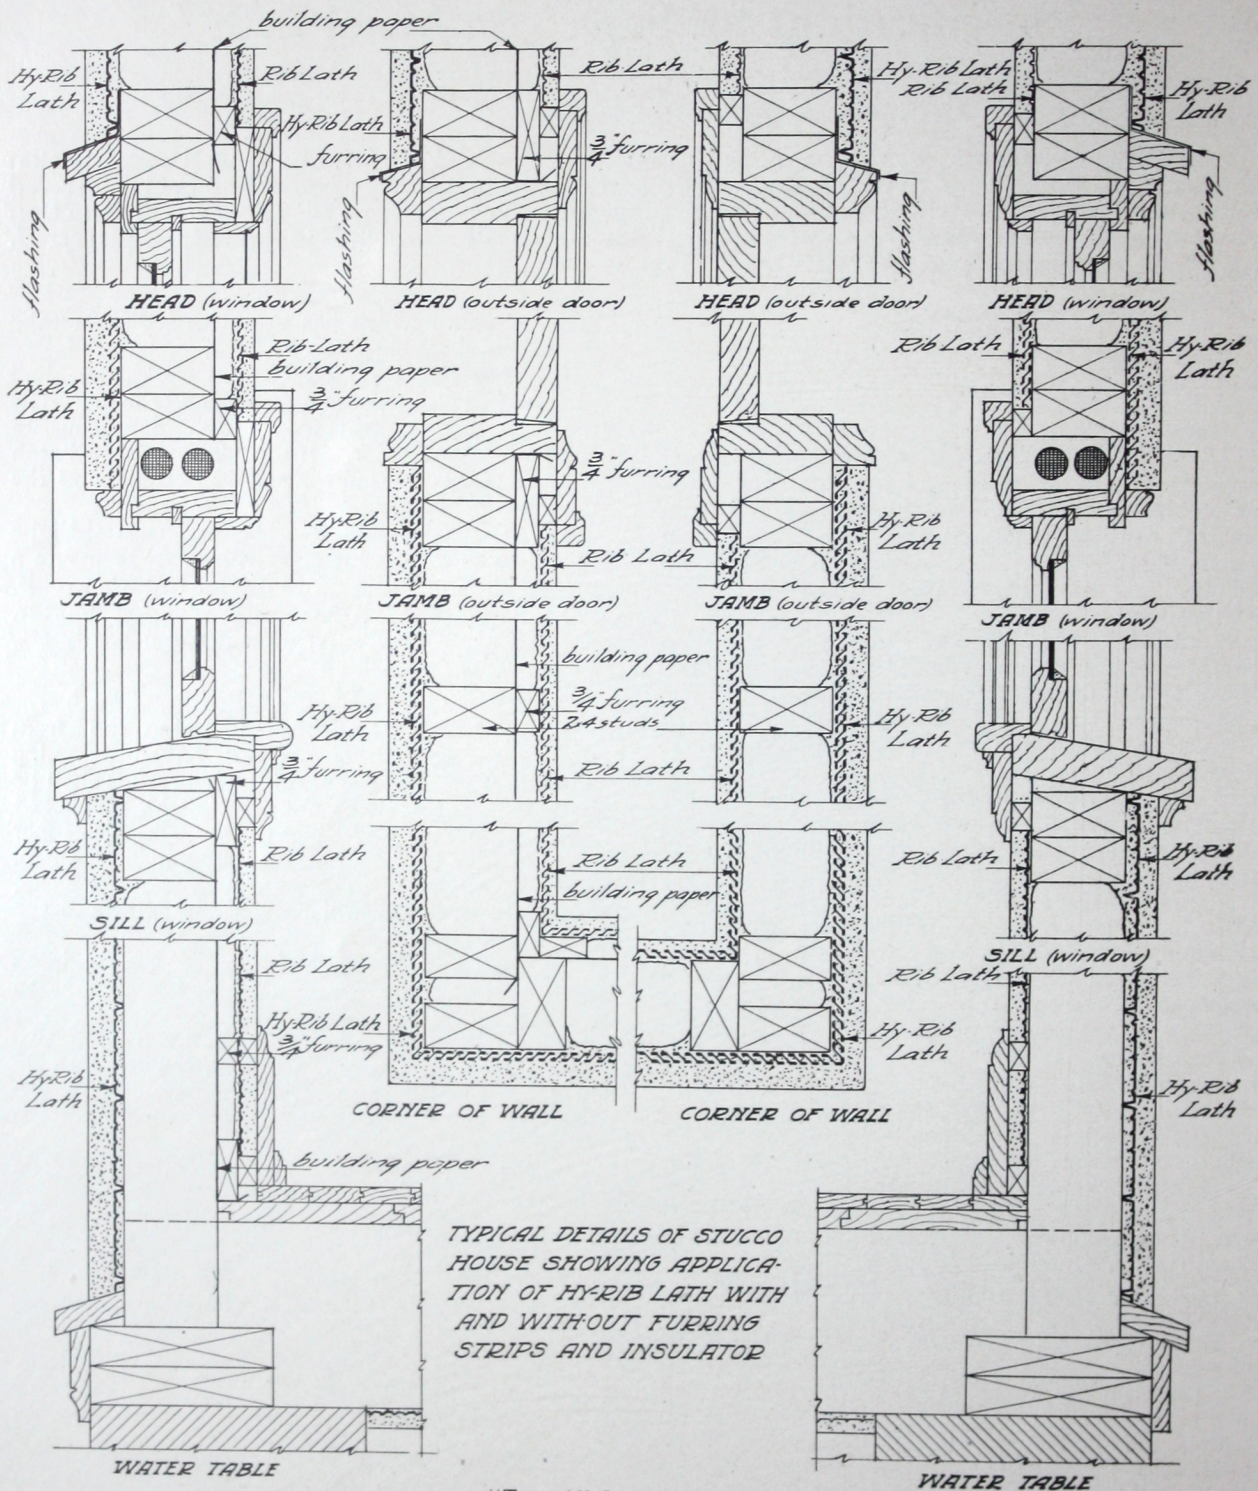 building paper
Hy-Rib
Lath
Rib Lath
Rib Lath
Hy-Rib Lath
Rib Lath
Hy-Rib
Lath
Hy-Rib Lath
furring
3/4" furring
flashing
flashing
flashing
flashing
HEAD (window)
HEAD (outside door)
HEAD (outside door)
HEAD (window)
Rib-Lath
building paper
Hy-Rib
Lath
3/4" furring
Rib Lath
Hy-Rib
Lath
3/4" furring
Hy-Rib
Lath
Hy-Rib
Lath
Rib Lath
JAMB (window)
JAMB (outside door)
JAMB (outside door)
JAMB (window)
building paper
3/4" furring
2x4 studs
Hy-Rib
Lath
Hy-Rib
Lath
Rib Lath
3/4" furring
Hy-Rib
Lath
Rib Lath
Rib Lath
building paper
Rib Lath
Hy-Rib
Lath
SILL (window)
SILL (window)
Rib Lath
Rib Lath
Hy-Rib Lath
3/4" furring
Hy-Rib
Lath
Hy-Rib
Lath
Hy-Rib
Lath
CORNER OF WALL
CORNER OF WALL
building paper
TYPICAL DETAILS OF STUCCO
HOUSE SHOWING APPLICA-
TION OF HY-RIB LATH WITH
AND WITH-OUT FURRING
STRIPS AND INSULATOR
WATER TABLE
WATER TABLE